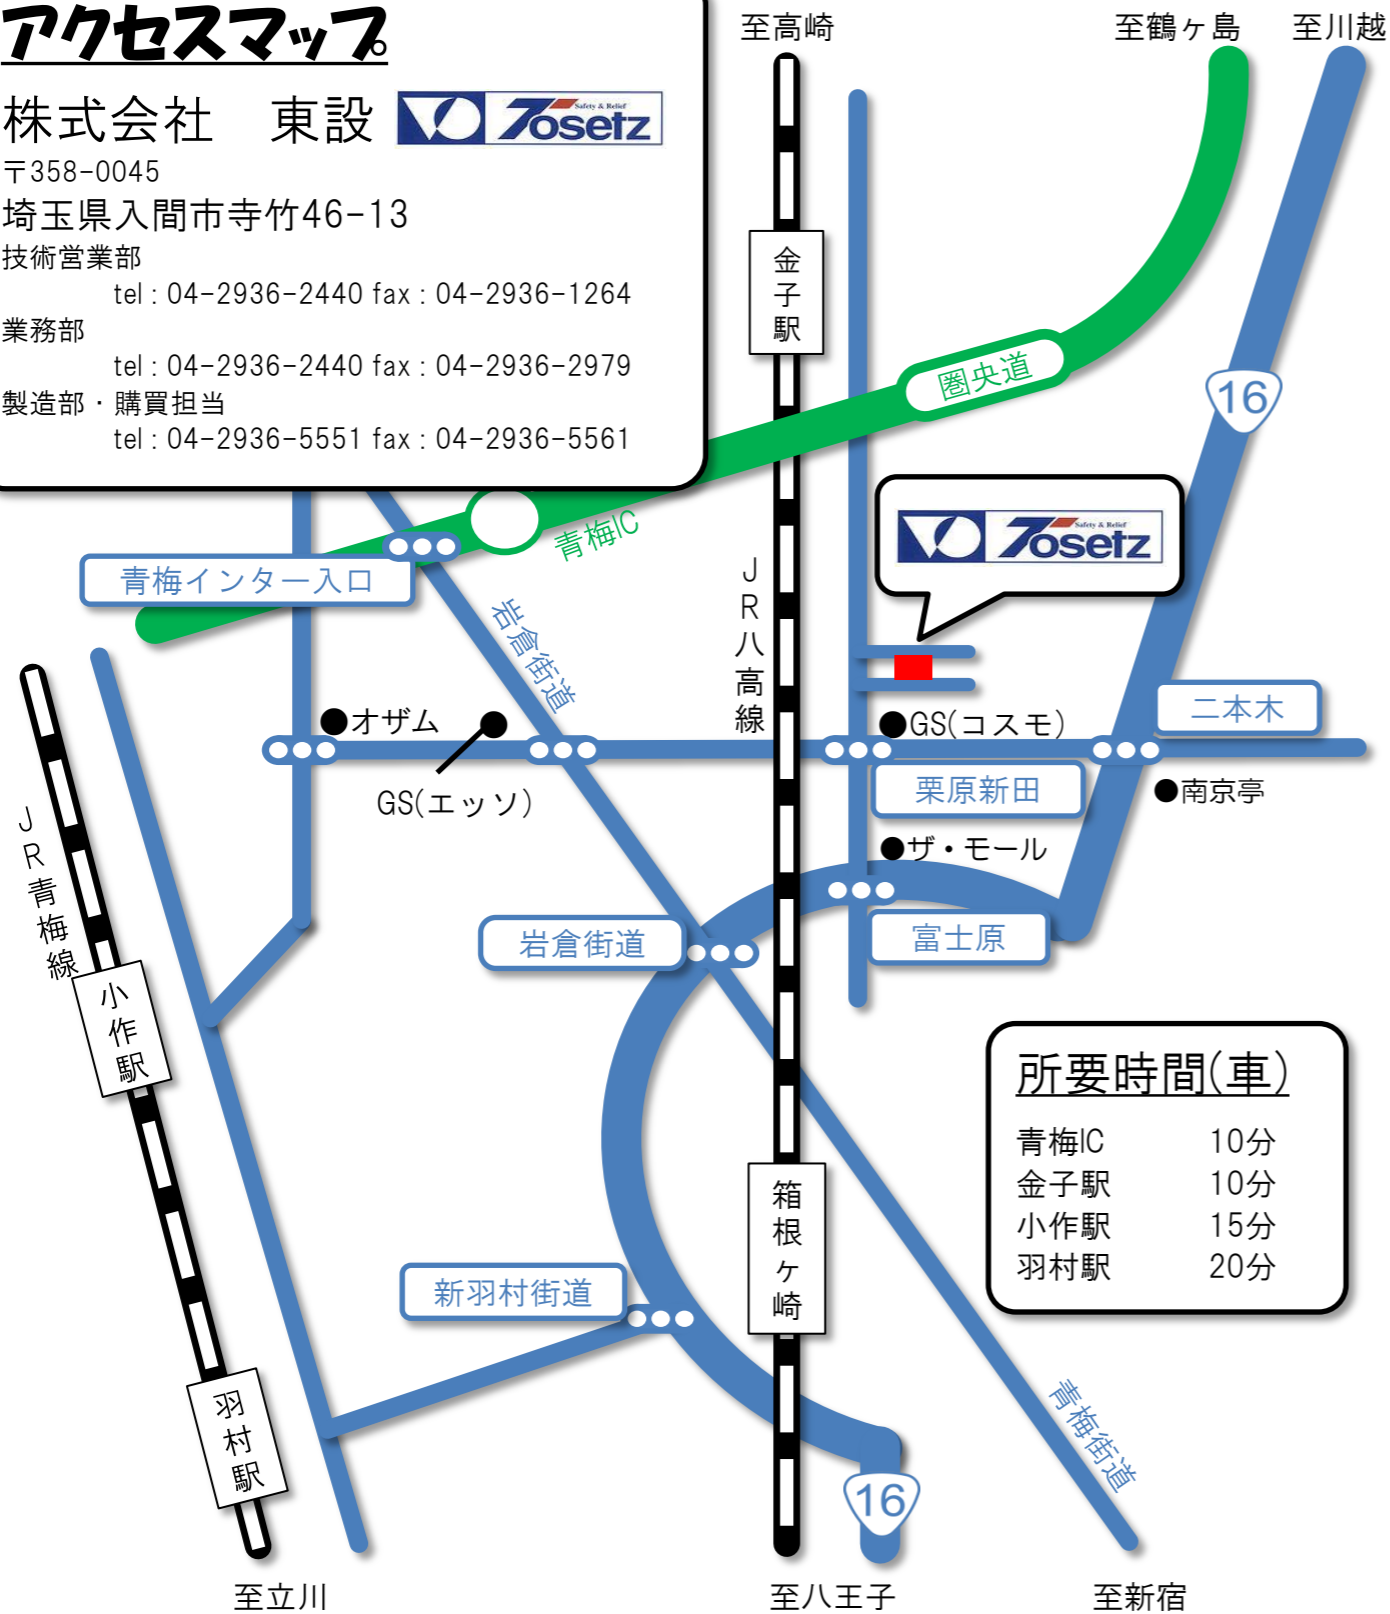 アクセスマップ
株式会社　東設
Safety & Relief
Tosetz
〒358-0045
埼玉県入間市寺竹46-13
技術営業部
tel : 04-2936-2440 fax : 04-2936-1264
業務部
tel : 04-2936-2440 fax : 04-2936-2979
製造部・購買担当
tel : 04-2936-5551 fax : 04-2936-5561
至高崎
至鶴ヶ島
至川越
金子駅
圏央道
16
Safety & Relief
Tosetz
青梅IC
青梅インター入口
岩倉街道
JR八高線
●オザム
GS(エッソ)
●GS(コスモ)
二本木
栗原新田
●南京亭
●ザ・モール
富士原
岩倉街道
JR青梅線
小作駅
所要時間(車)
青梅IC 10分
金子駅 10分
小作駅 15分
羽村駅 20分
箱根ヶ崎
新羽村街道
羽村駅
青梅街道
16
至立川
至八王子
至新宿